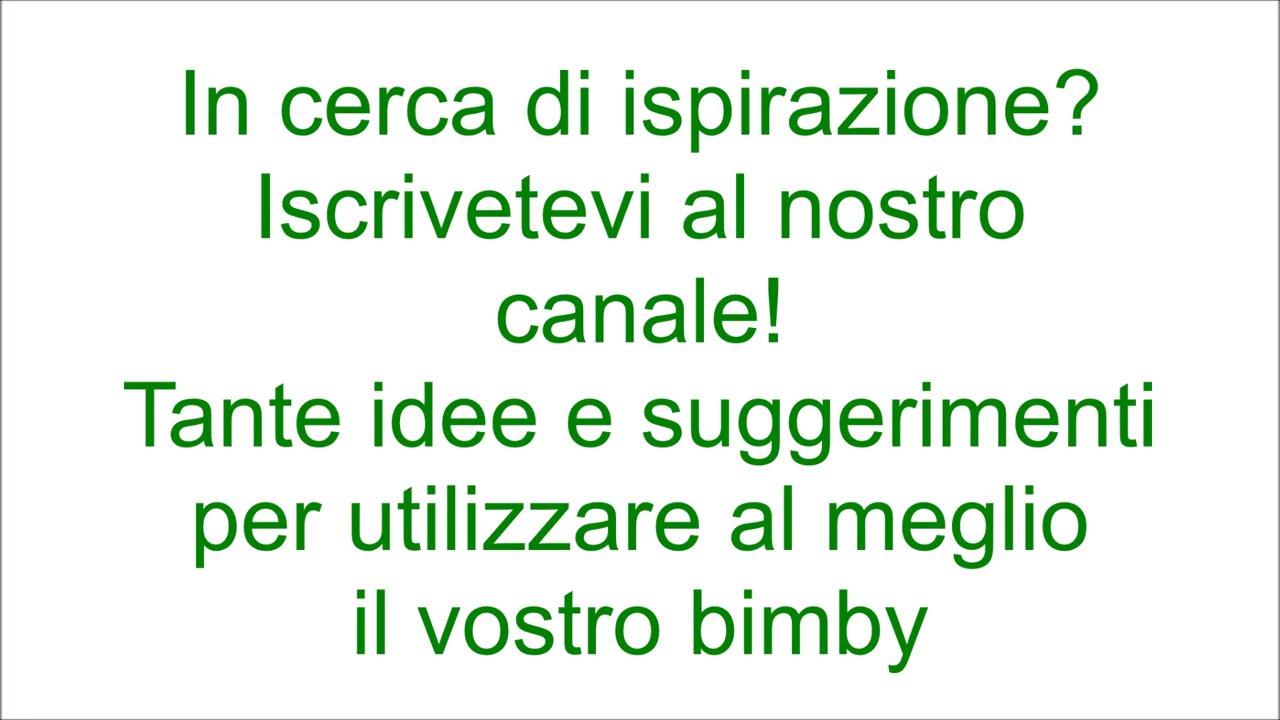 In cerca di ispirazione?
Iscrivetevi al nostro
canale!
Tante idee e suggerimenti
per utilizzare al meglio
il vostro bimby